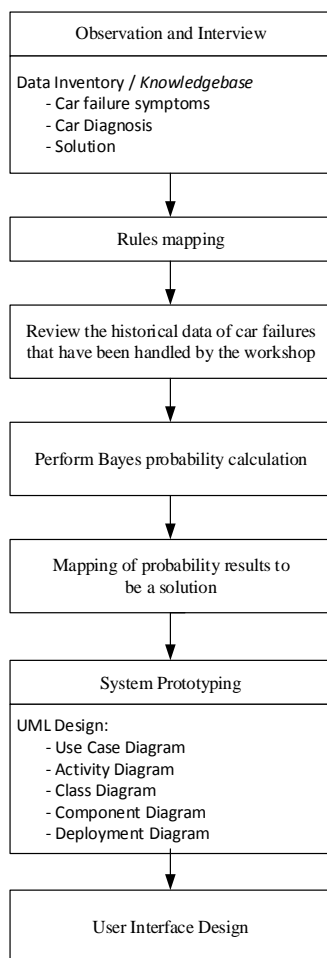 Observation and Interview
Data Inventory / Knowledgebase
- Car failure symptoms
- Car Diagnosis
- Solution
Rules mapping
Review the historical data of car failures
that have been handled by the workshop
Perform Bayes probability calculation
Mapping of probability results to
be a solution
System Prototyping
UML Design:
- Use Case Diagram
- Activity Diagram
- Class Diagram
- Component Diagram
- Deployment Diagram
User Interface Design